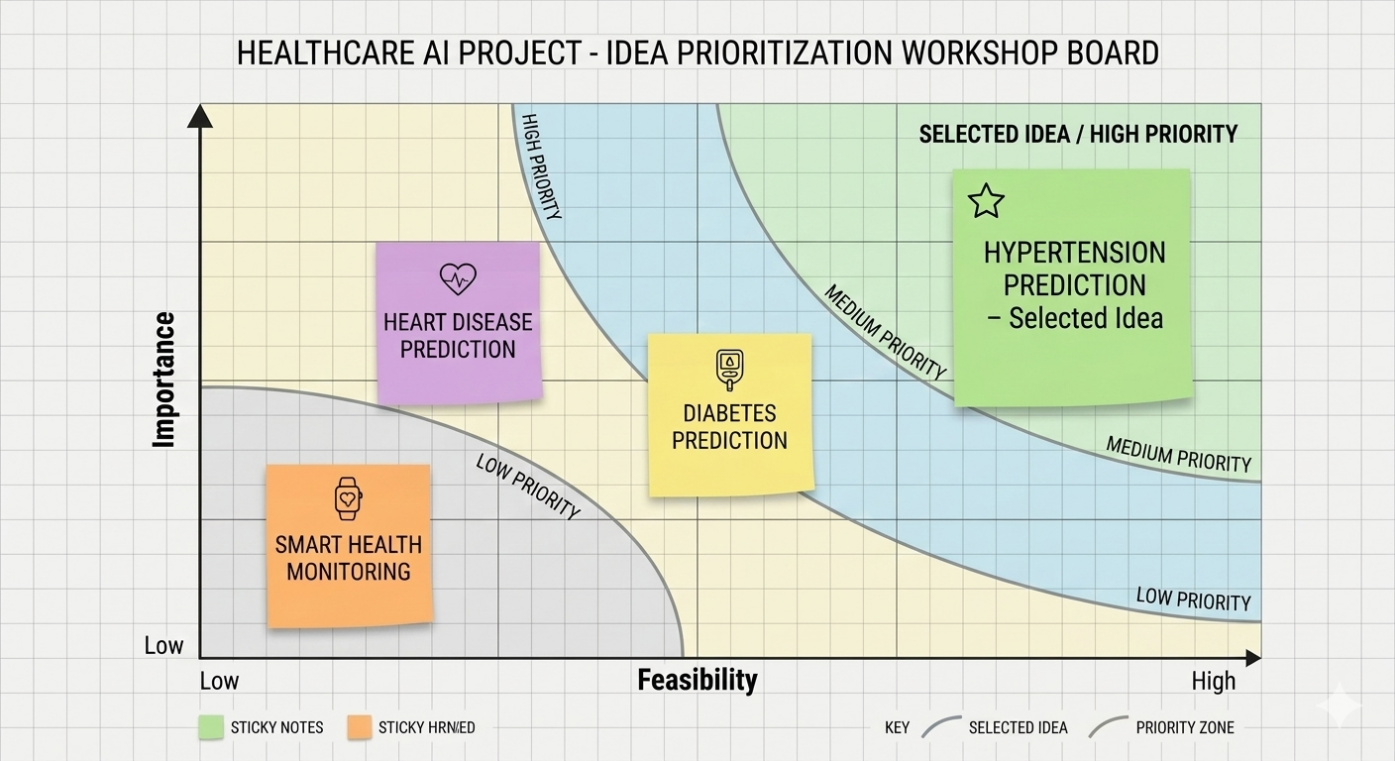 HEALTHCARE AI PROJECT - IDEA PRIORITIZATION WORKSHOP BOARD
SELECTED IDEA / HIGH PRIORITY
HIGH PRIORITY
HYPERTENSION
PREDICTION
– Selected Idea
HEART DISEASE
PREDICTION
MEDIUM PRIORITY
DIABETES
PREDICTION
MEDIUM PRIORITY
LOW PRIORITY
SMART HEALTH
MONITORING
LOW PRIORITY
Importance
Low
Low
Feasibility
High
STICKY NOTES
STICKY
KEY
SELECTED IDEA
PRIORITY ZONE